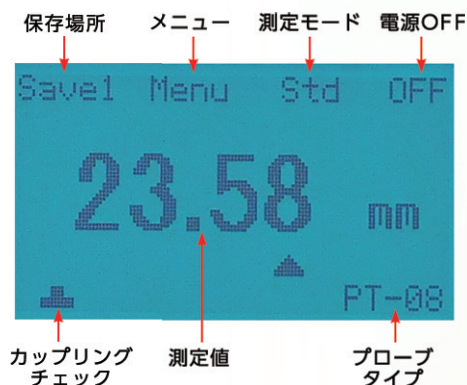 保存場所 メニュー 測定モード 電源OFF
Save1 Menu Std OFF
23.58 mm
PT-08
カップリング
チェック
測定値
プローブ
タイプ